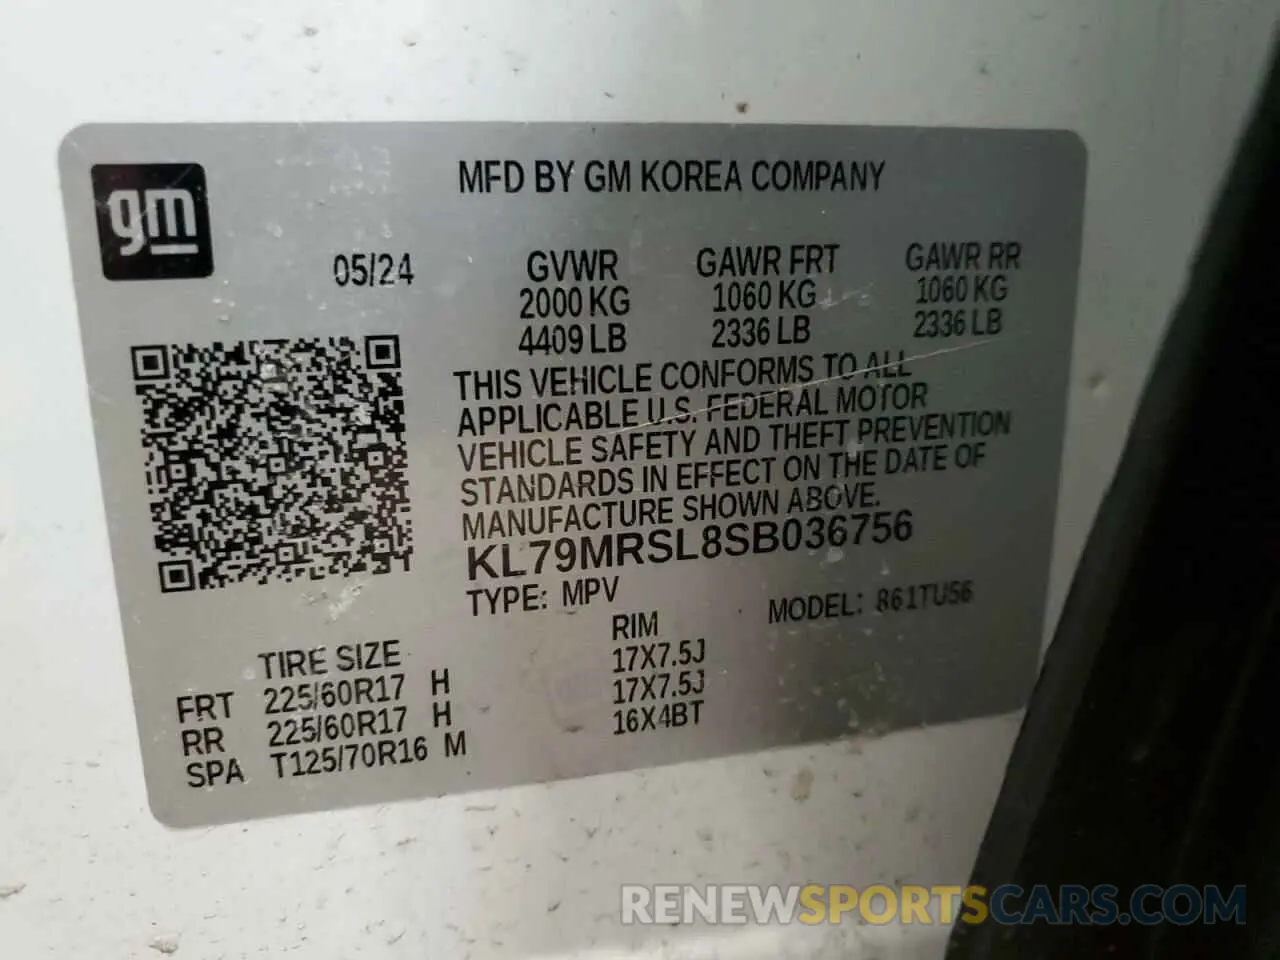 gm
MFD BY GM KOREA COMPANY
05/24 GVWR GAWR FRT GAWR RR
2000 KG 1060 KG 1060 KG
4409 LB 2336 LB 2336 LB
THIS VEHICLE CONFORMS TO ALL
APPLICABLE U.S. FEDERAL MOTOR
VEHICLE SAFETY AND THEFT PREVENTION
STANDARDS IN EFFECT ON THE DATE OF
MANUFACTURE SHOWN ABOVE.
KL79MRSL8SB036756
TYPE: MPV MODEL: 861TU56
TIRE SIZE RIM
FRT 225/60R17 H 17X7.5J
RR 225/60R17 H 17X7.5J
SPA T125/70R16 M 16X4BT
RENEWSPORTSCARS.COM